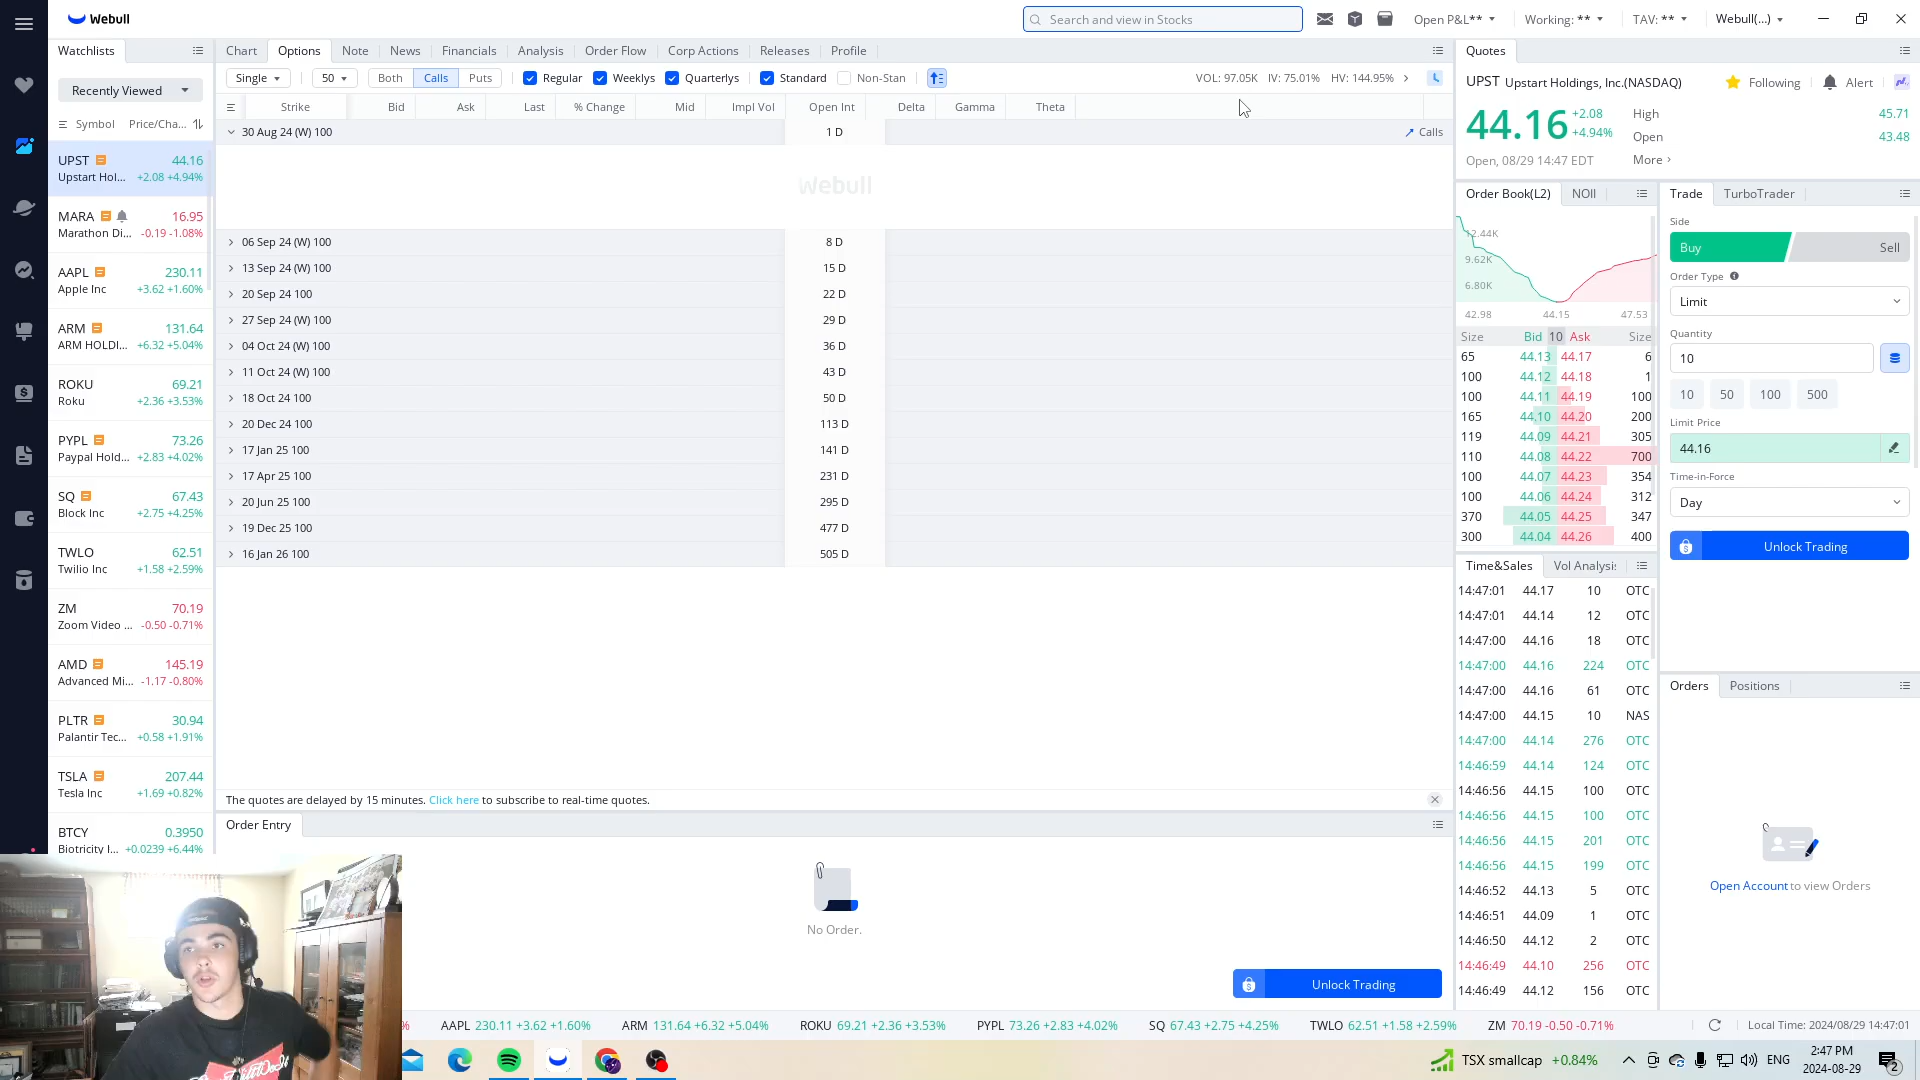 Webull
Search and view in Stocks
Open P&L**
Working: **
TAV: **
Webull(...)
Watchlists
Chart Options Note News Financials Analysis Order Flow Corp Actions Releases Profile
Quotes
Recently Viewed
Single 50 Both Calls Puts Regular Weeklys Quarterlys Standard Non-Stan
VOL: 97.05K IV: 75.01% HV: 144.95%
UPST Upstart Holdings, Inc.(NASDAQ) Following Alert
44.16 +2.08 +4.94%
High 45.71
Open 43.48
More
Open, 08/29 14:47 EDT
Symbol Price/Cha...
Strike Bid Ask Last % Change Mid Impl Vol Open Int Delta Gamma Theta
30 Aug 24 (W) 100 1 D Calls
Webull
06 Sep 24 (W) 100 8 D
13 Sep 24 (W) 100 15 D
20 Sep 24 100 22 D
27 Sep 24 (W) 100 29 D
04 Oct 24 (W) 100 36 D
11 Oct 24 (W) 100 43 D
18 Oct 24 100 50 D
20 Dec 24 100 113 D
17 Jan 25 100 141 D
17 Apr 25 100 231 D
20 Jun 25 100 295 D
19 Dec 25 100 477 D
16 Jan 26 100 505 D
UPST 44.16
Upstart Hol... +2.08 +4.94%
MARA 16.95
Marathon Di... -0.19 -1.08%
AAPL 230.11
Apple Inc +3.62 +1.60%
ARM 131.64
ARM HOLDI... +6.32 +5.04%
ROKU 69.21
Roku +2.36 +3.53%
PYPL 73.26
Paypal Hold... +2.83 +4.02%
SQ 67.43
Block Inc +2.75 +4.25%
TWLO 62.51
Twilio Inc +1.58 +2.59%
ZM 70.19
Zoom Video ... -0.50 -0.71%
AMD 145.19
Advanced Mi... -1.17 -0.80%
PLTR 30.94
Palantir Tec... +0.58 +1.91%
TSLA 207.44
Tesla Inc +1.69 +0.82%
BTCY 0.3950
Biotricity I... +0.0239 +6.44%
The quotes are delayed by 15 minutes. Click here to subscribe to real-time quotes.
Order Entry
No Order.
Unlock Trading
Order Book(L2) NOII
12.44K
9.62K
6.80K
42.98 44.15 47.53
Size Bid 10 Ask Size
65 44.13 44.17 6
100 44.12 44.18 1
100 44.11 44.19 100
165 44.10 44.20 200
119 44.09 44.21 305
110 44.08 44.22 700
100 44.07 44.23 354
100 44.06 44.24 312
370 44.05 44.25 347
300 44.04 44.26 400
Time&Sales Vol Analysis
14:47:01 44.17 10 OTC
14:47:01 44.14 12 OTC
14:47:00 44.16 18 OTC
14:47:00 44.16 224 OTC
14:47:00 44.16 61 OTC
14:47:00 44.15 10 NAS
14:47:00 44.14 276 OTC
14:46:59 44.14 124 OTC
14:46:56 44.15 100 OTC
14:46:56 44.15 100 OTC
14:46:56 44.15 201 OTC
14:46:56 44.15 199 OTC
14:46:52 44.13 5 OTC
14:46:51 44.09 1 OTC
14:46:50 44.12 2 OTC
14:46:49 44.10 256 OTC
14:46:49 44.12 156 OTC
Trade TurboTrader
Side
Buy Sell
Order Type
Limit
Quantity
10
10 50 100 500
Limit Price
44.16
Time-in-Force
Day
Unlock Trading
Orders Positions
Open Account to view Orders
% AAPL 230.11 +3.62 +1.60% ARM 131.64 +6.32 +5.04% ROKU 69.21 +2.36 +3.53% PYPL 73.26 +2.83 +4.02% SQ 67.43 +2.75 +4.25% TWLO 62.51 +1.58 +2.59% ZM 70.19 -0.50 -0.71%
Local Time: 2024/08/29 14:47:01
TSX smallcap +0.84%
ENG
2:47 PM
2024-08-29
2